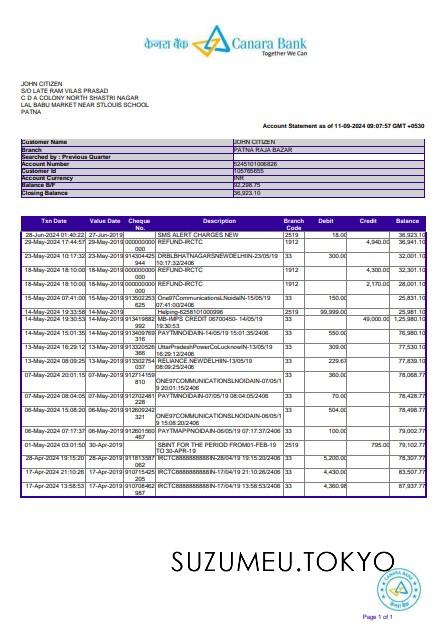 केनरा बैंक Canara Bank
Together We Can
JOHN CITIZEN
S/O LATE RAM VILAS PRASAD
C D A COLONY NORTH SHASTRI NAGAR
LAL BABU MARKET NEAR STLOUIS SCHOOL
PATNA
Account Statement as of 11-09-2024 09:07:57 GMT +0530
Customer Name JOHN CITIZEN
Branch PATNA RAJA BAZAR
Searched by : Previous Quarter
Account Number 5245101006826
Customer ID 105765655
Account Currency INR
Balance B/F 92,298.75
Closing Balance 36,923.10
Txn Date Value Date Cheque No. Description Branch Code Debit Credit Balance
28-Jun-2024 01:40:22 27-Jun-2019 SMS ALERT CHARGES NEW 2519 18.00 36,923.10
29-May-2024 17:44:57 29-May-2019 000000000000 REFUND-IRCTC 1912 4,940.00 36,941.10
23-May-2024 10:17:32 23-May-2019 914304425944 DRBLBHATNAGARSNEWDELHIIN-23/05/19 10:17:32/2406 33 300.00 32,001.10
18-May-2024 18:10:00 18-May-2019 000000000000 REFUND-IRCTC 1912 4,300.00 32,301.10
18-May-2024 18:10:00 18-May-2019 000000000000 REFUND-IRCTC 1912 2,170.00 28,001.10
15-May-2024 07:41:00 15-May-2019 913502253625 One97CommunicationsLNoidaIN-15/05/19 07:41:00/2406 33 150.00 25,831.10
14-May-2024 19:33:58 14-May-2019 Helping-6258101000996 2519 99,999.00 25,981.10
14-May-2024 19:30:53 14-May-2019 913419682992 MB-IMPS CREDIT 06700450- 14/05/19 19:30:53 33 49,000.00 1,25,980.10
14-May-2024 15:01:35 14-May-2019 913409769316 PAYTMNOIDAIN-14/05/19 15:01:35/2406 33 550.00 76,980.10
13-May-2024 16:29:12 13-May-2019 913320526366 UttarPradeshPowerCoLucknowIN-13/05/19 16:29:12/2406 33 309.00 77,530.10
13-May-2024 08:09:25 13-May-2019 913302754037 RELIANCE.NEWDELHIIN-13/05/19 08:09:25/2406 33 229.67 77,839.10
07-May-2024 20:01:15 07-May-2019 912714159810 ONE97COMMUNICATIONSLNOIDAIN-07/05/19 20:01:15/2406 33 360.00 78,068.77
07-May-2024 08:04:05 07-May-2019 912702481228 PAYTMNOIDAIN-07/05/19 08:04:05/2406 33 70.00 78,428.77
06-May-2024 15:08:20 06-May-2019 912609242321 ONE97COMMUNICATIONSLNOIDAIN-06/05/19 15:08:20/2406 33 504.00 78,498.77
06-May-2024 07:17:37 06-May-2019 912601560467 PAYTMAPPNOIDAIN-06/05/19 07:17:37/2406 33 100.00 79,002.77
01-May-2024 03:01:50 30-Apr-2019 SBINT FOR THE PERIOD FROM01-FEB-19 TO 30-APR-19 2519 795.00 79,102.77
28-Apr-2024 19:15:20 28-Apr-2019 911813587062 IRCTC8888888888IN-28/04/19 19:15:20/2406 33 5,200.00 78,307.77
17-Apr-2024 21:10:26 17-Apr-2019 910715425205 IRCTC8888888888IN-17/04/19 21:10:26/2406 33 4,430.00 83,507.77
17-Apr-2024 13:58:53 17-Apr-2019 910708462987 IRCTC8888888888IN-17/04/19 13:58:53/2406 33 4,360.98 87,937.77
SUZUMEU.TOKYO
CANARA BANK
Page 1 of 1